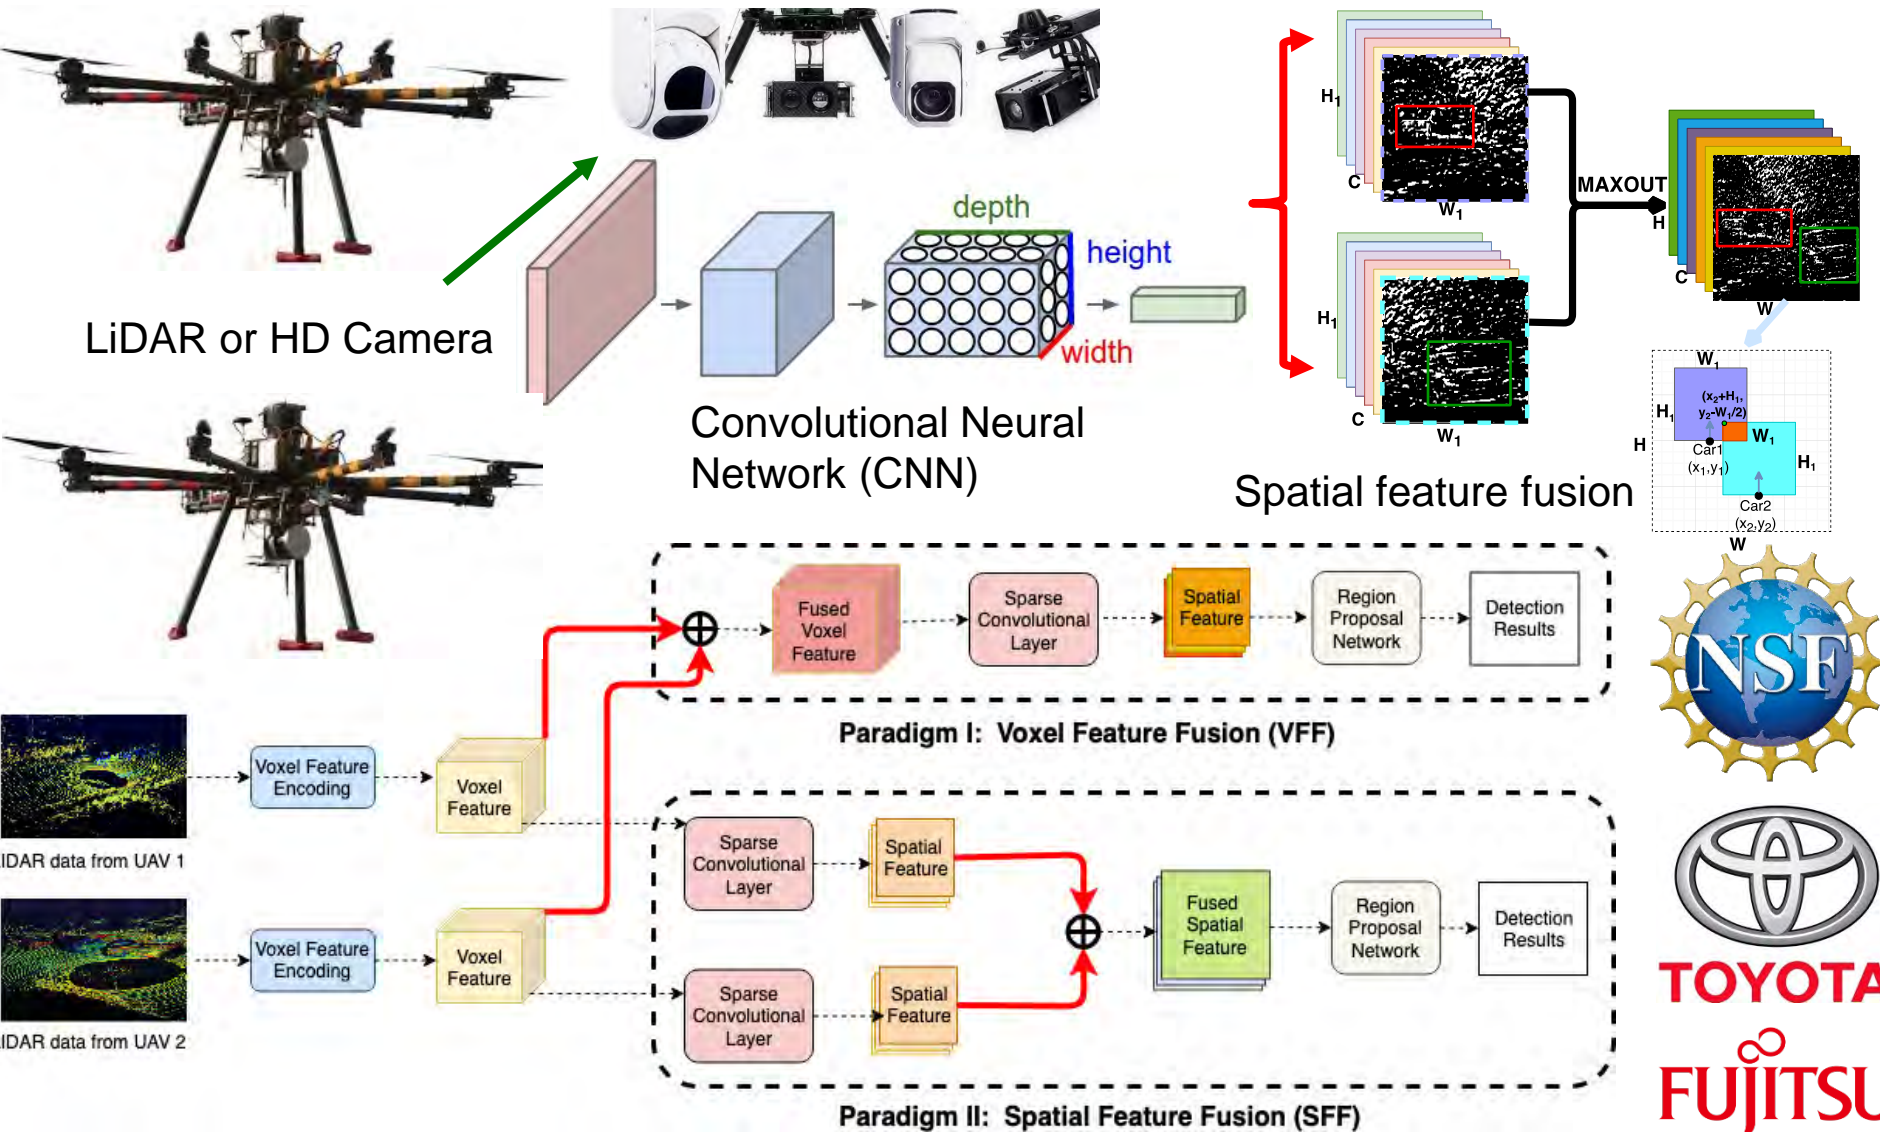 LiDAR or HD Camera
depth
height
width
Convolutional Neural
Network (CNN)
H1
C
W1
H1
C
W1
MAXOUT
H
C
W
Spatial feature fusion
W1
(x2+H1,
y2-W1/2)
H1
W1
H
Car1
(x1,y1)
H1
Car2
(x2,y2)
W
Fused
Voxel
Feature
Sparse
Convolutional
Layer
Spatial
Feature
Region
Proposal
Network
Detection
Results
Paradigm I: Voxel Feature Fusion (VFF)
NSF
IDAR data from UAV 1
Voxel Feature
Encoding
Voxel
Feature
IDAR data from UAV 2
Voxel Feature
Encoding
Voxel
Feature
Sparse
Convolutional
Layer
Spatial
Feature
Sparse
Convolutional
Layer
Spatial
Feature
Fused
Spatial
Feature
Region
Proposal
Network
Detection
Results
Paradigm II: Spatial Feature Fusion (SFF)
TOYOTA
FUJITSU